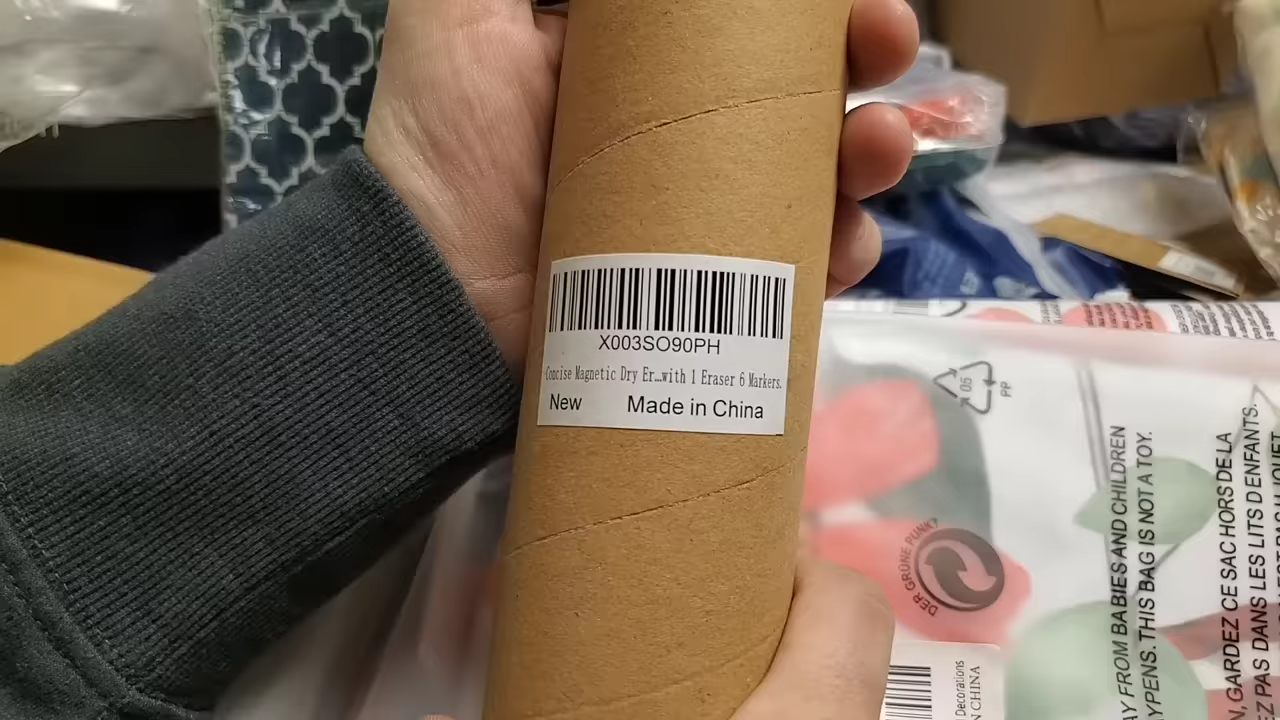 X003SO90PH
Concise Magnetic Dry Er...with 1 Eraser 6 Markers.
New Made in China
05
PP
DER GRÜNE PUNKT
AY FROM BABIES AND CHILDREN
YPENS. THIS BAG IS NOT A TOY.
N, GARDEZ CE SAC HORS DE LA
EZ PAS DANS LES LITS D'ENFANTS.
Decorations
N CHINA